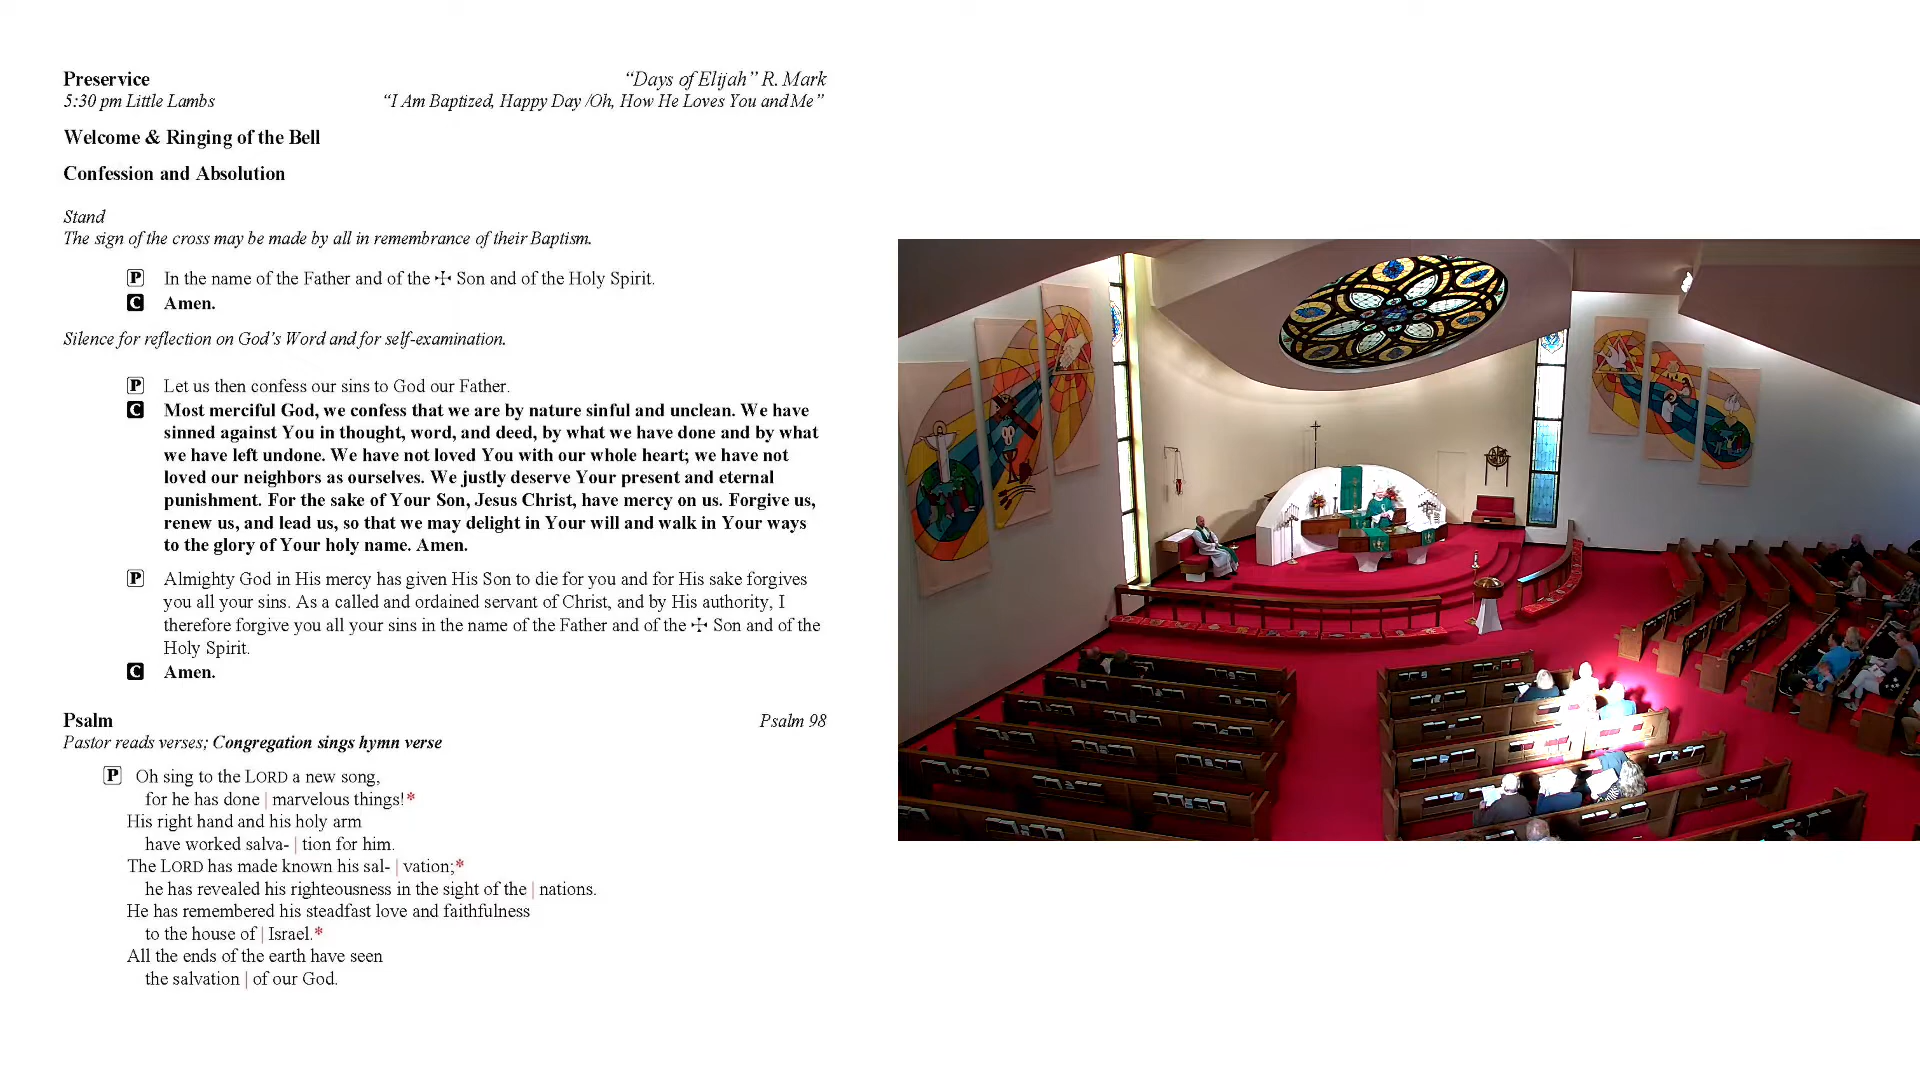 Preservice “Days of Elijah” R. Mark
5:30 pm Little Lambs “I Am Baptized, Happy Day /Oh, How He Loves You and Me”
Welcome & Ringing of the Bell
Confession and Absolution
Stand
The sign of the cross may be made by all in remembrance of their Baptism.
P In the name of the Father and of the ☩ Son and of the Holy Spirit.
C Amen.
Silence for reflection on God’s Word and for self-examination.
P Let us then confess our sins to God our Father.
C Most merciful God, we confess that we are by nature sinful and unclean. We have
sinned against You in thought, word, and deed, by what we have done and by what
we have left undone. We have not loved You with our whole heart; we have not
loved our neighbors as ourselves. We justly deserve Your present and eternal
punishment. For the sake of Your Son, Jesus Christ, have mercy on us. Forgive us,
renew us, and lead us, so that we may delight in Your will and walk in Your ways
to the glory of Your holy name. Amen.
P Almighty God in His mercy has given His Son to die for you and for His sake forgives
you all your sins. As a called and ordained servant of Christ, and by His authority, I
therefore forgive you all your sins in the name of the Father and of the ☩ Son and of the
Holy Spirit.
C Amen.
Psalm Psalm 98
Pastor reads verses; Congregation sings hymn verse
P Oh sing to the LORD a new song,
for he has done | marvelous things!*
His right hand and his holy arm
have worked salva- | tion for him.
The LORD has made known his sal- | vation;*
he has revealed his righteousness in the sight of the | nations.
He has remembered his steadfast love and faithfulness
to the house of | Israel.*
All the ends of the earth have seen
the salvation | of our God.